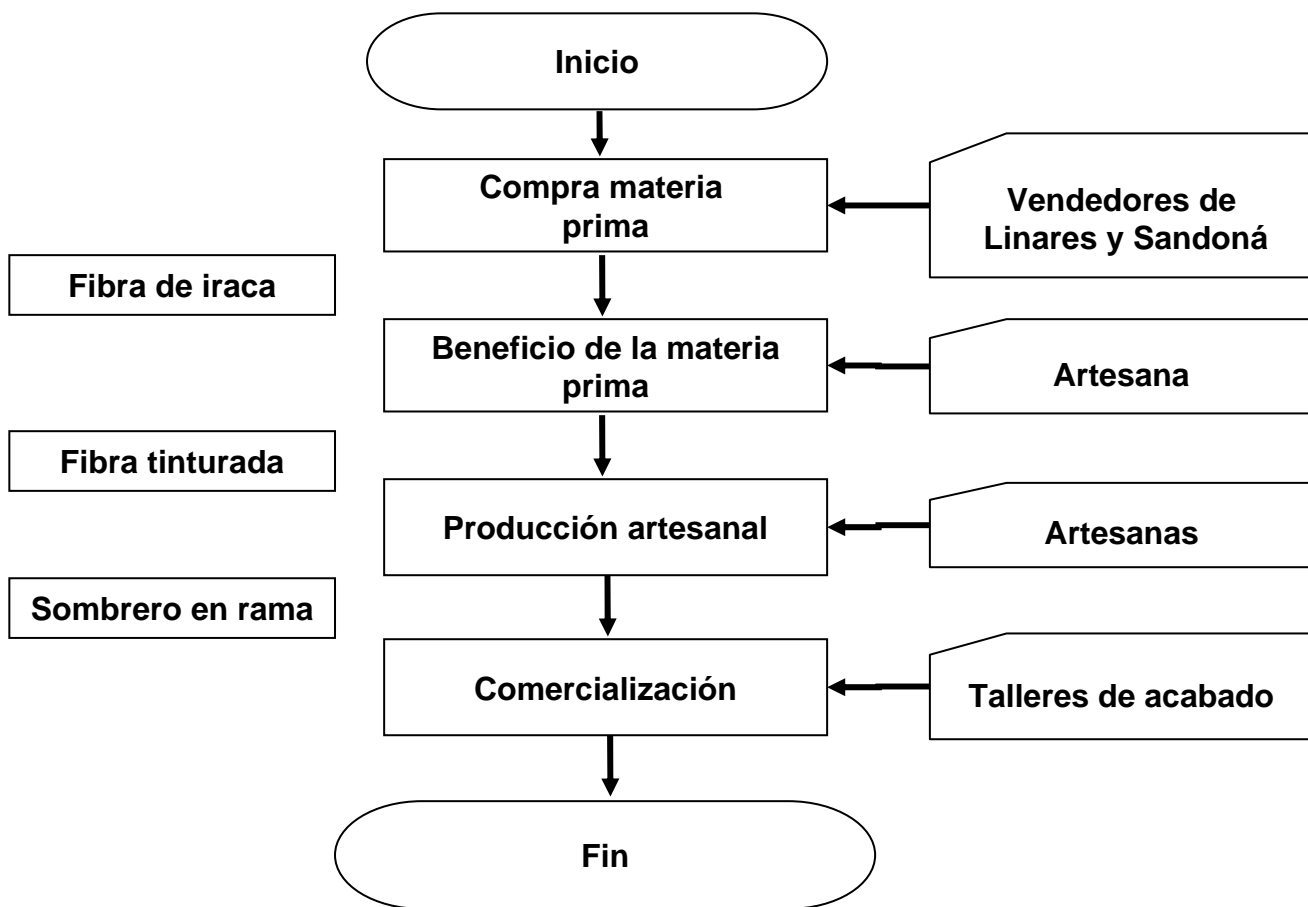 Inicio
Compra materia
prima
Vendedores de
Linares y Sandoná
Fibra de iraca
Beneficio de la materia
prima
Artesana
Fibra tinturada
Producción artesanal
Artesanas
Sombrero en rama
Comercialización
Talleres de acabado
Fin